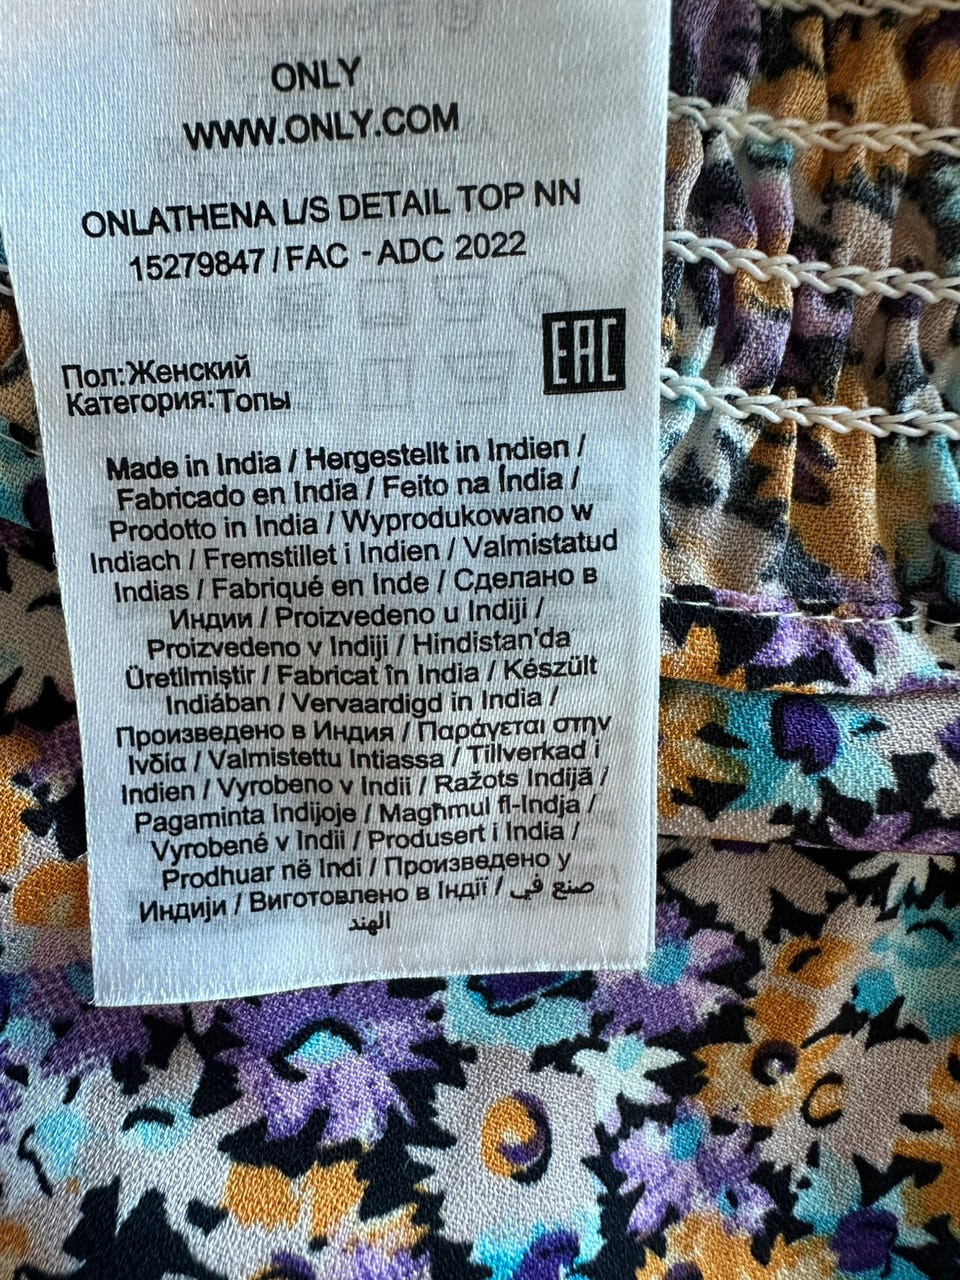 ONLY
WWW.ONLY.COM
ONLATHENA L/S DETAIL TOP NN
15279847 / FAC - ADC 2022
EAC
Пол:Женский
Категория:Топы
Made in India / Hergestellt in Indien /
Fabricado en India / Feito na Índia /
Prodotto in India / Wyprodukowano w
Indiach / Fremstillet i Indien / Valmistatud
Indias / Fabriqué en Inde / Сделано в
Индии / Proizvedeno u Indiji /
Proizvedeno v Indiji / Hindistan'da
Üretilmiştir / Fabricat în India / Készült
Indiában / Vervaardigd in India /
Произведено в Индия / Παράγεται στην
Ινδία / Valmistettu Intiassa / Tillverkad i
Indien / Vyrobeno v Indii / Ražots Indijā /
Pagaminta Indijoje / Magħmul fl-Indja /
Vyrobené v Indii / Produsert i India /
Prodhuar në Indi / Произведено у
Индији / Виготовлено в Індії / صنع في
الهند